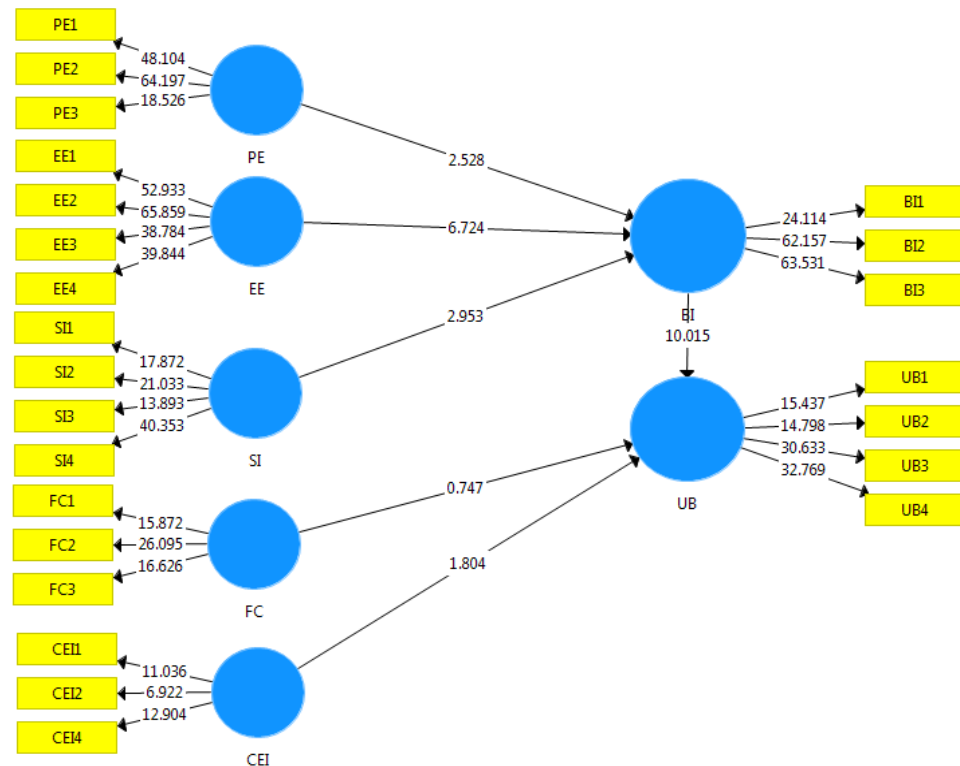 PE1
PE2
PE3
48.104
64.197
18.526
PE
EE1
EE2
EE3
EE4
52.933
65.859
38.784
39.844
EE
SI1
SI2
SI3
SI4
17.872
21.033
13.893
40.353
SI
FC1
FC2
FC3
15.872
26.095
16.626
FC
CEI1
CEI2
CEI4
11.036
6.922
12.904
CEI
2.528
6.724
2.953
0.747
1.804
BI
10.015
UB
24.114
62.157
63.531
BI1
BI2
BI3
15.437
14.798
30.633
32.769
UB1
UB2
UB3
UB4